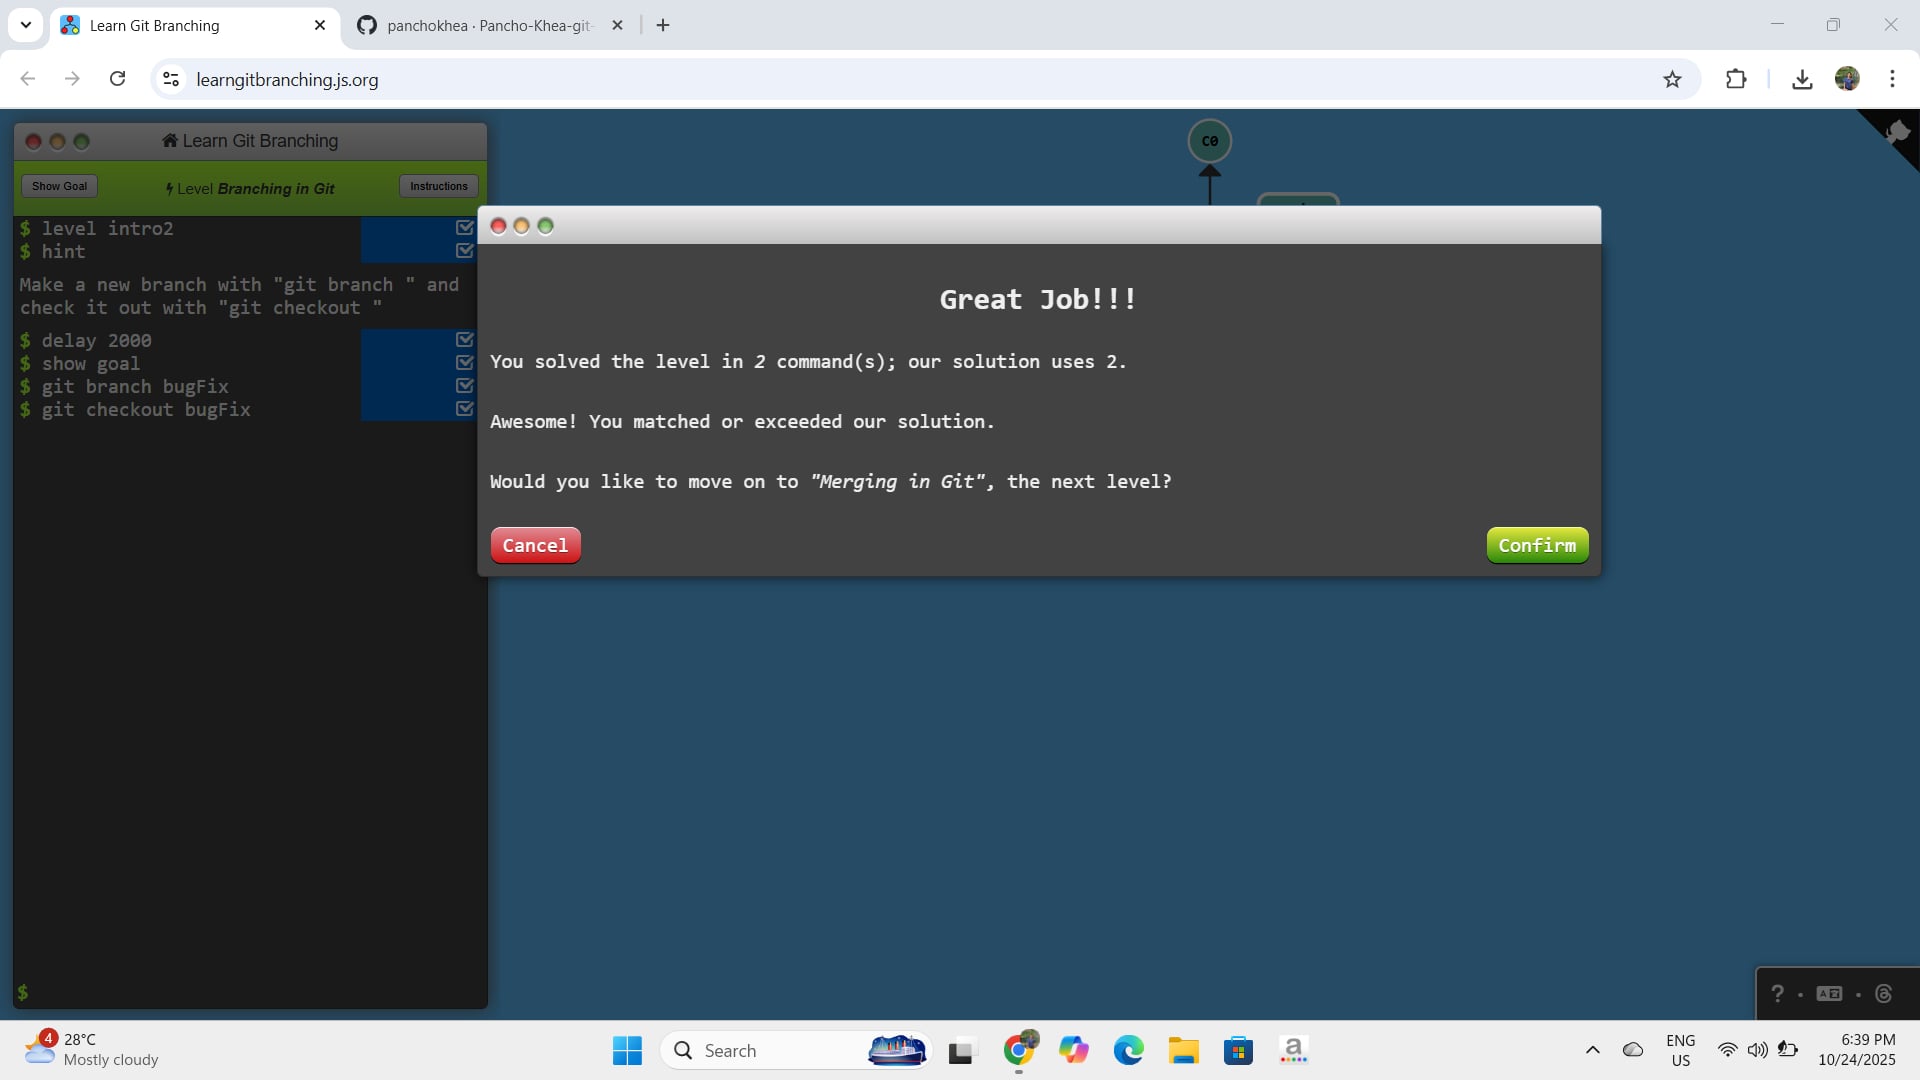 Learn Git Branching
panchokhea · Pancho-Khea-git-
learngitbranching.js.org
Learn Git Branching
Show Goal
Level Branching in Git
Instructions
$ level intro2
$ hint
Make a new branch with "git branch " and
check it out with "git checkout "
$ delay 2000
$ show goal
$ git branch bugFix
$ git checkout bugFix
$
C0
Great Job!!!
You solved the level in 2 command(s); our solution uses 2.
Awesome! You matched or exceeded our solution.
Would you like to move on to "Merging in Git", the next level?
Cancel
Confirm
?
4
28°C
Mostly cloudy
Search
a
ENG
US
6:39 PM
10/24/2025